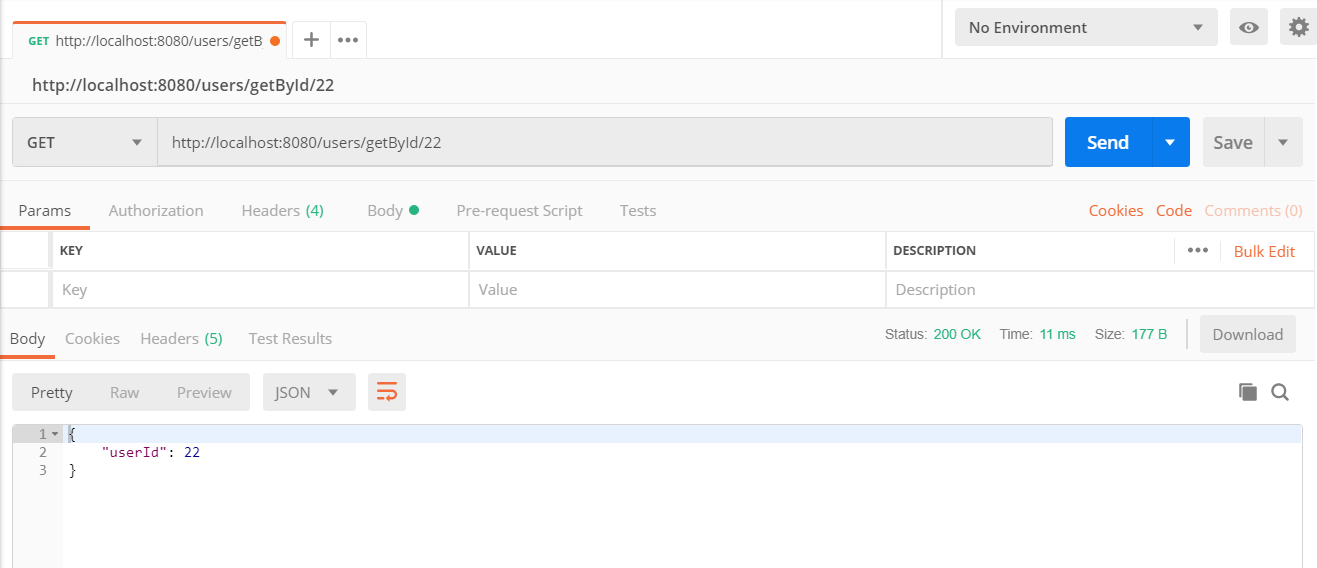 GET http://localhost:8080/users/getB
No Environment
http://localhost:8080/users/getById/22
GET http://localhost:8080/users/getById/22 Send Save
Params Authorization Headers (4) Body Pre-request Script Tests Cookies Code Comments (0)
KEY VALUE DESCRIPTION Bulk Edit
Key Value Description
Body Cookies Headers (5) Test Results Status: 200 OK Time: 11 ms Size: 177 B Download
Pretty Raw Preview JSON
1 {
2 "userId": 22
3 }